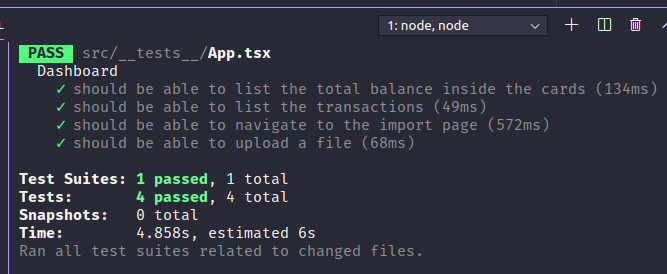 1: node, node
PASS src/__tests__/App.tsx
Dashboard
✓ should be able to list the total balance inside the cards (134ms)
✓ should be able to list the transactions (49ms)
✓ should be able to navigate to the import page (572ms)
✓ should be able to upload a file (68ms)
Test Suites: 1 passed, 1 total
Tests: 4 passed, 4 total
Snapshots: 0 total
Time: 4.858s, estimated 6s
Ran all test suites related to changed files.